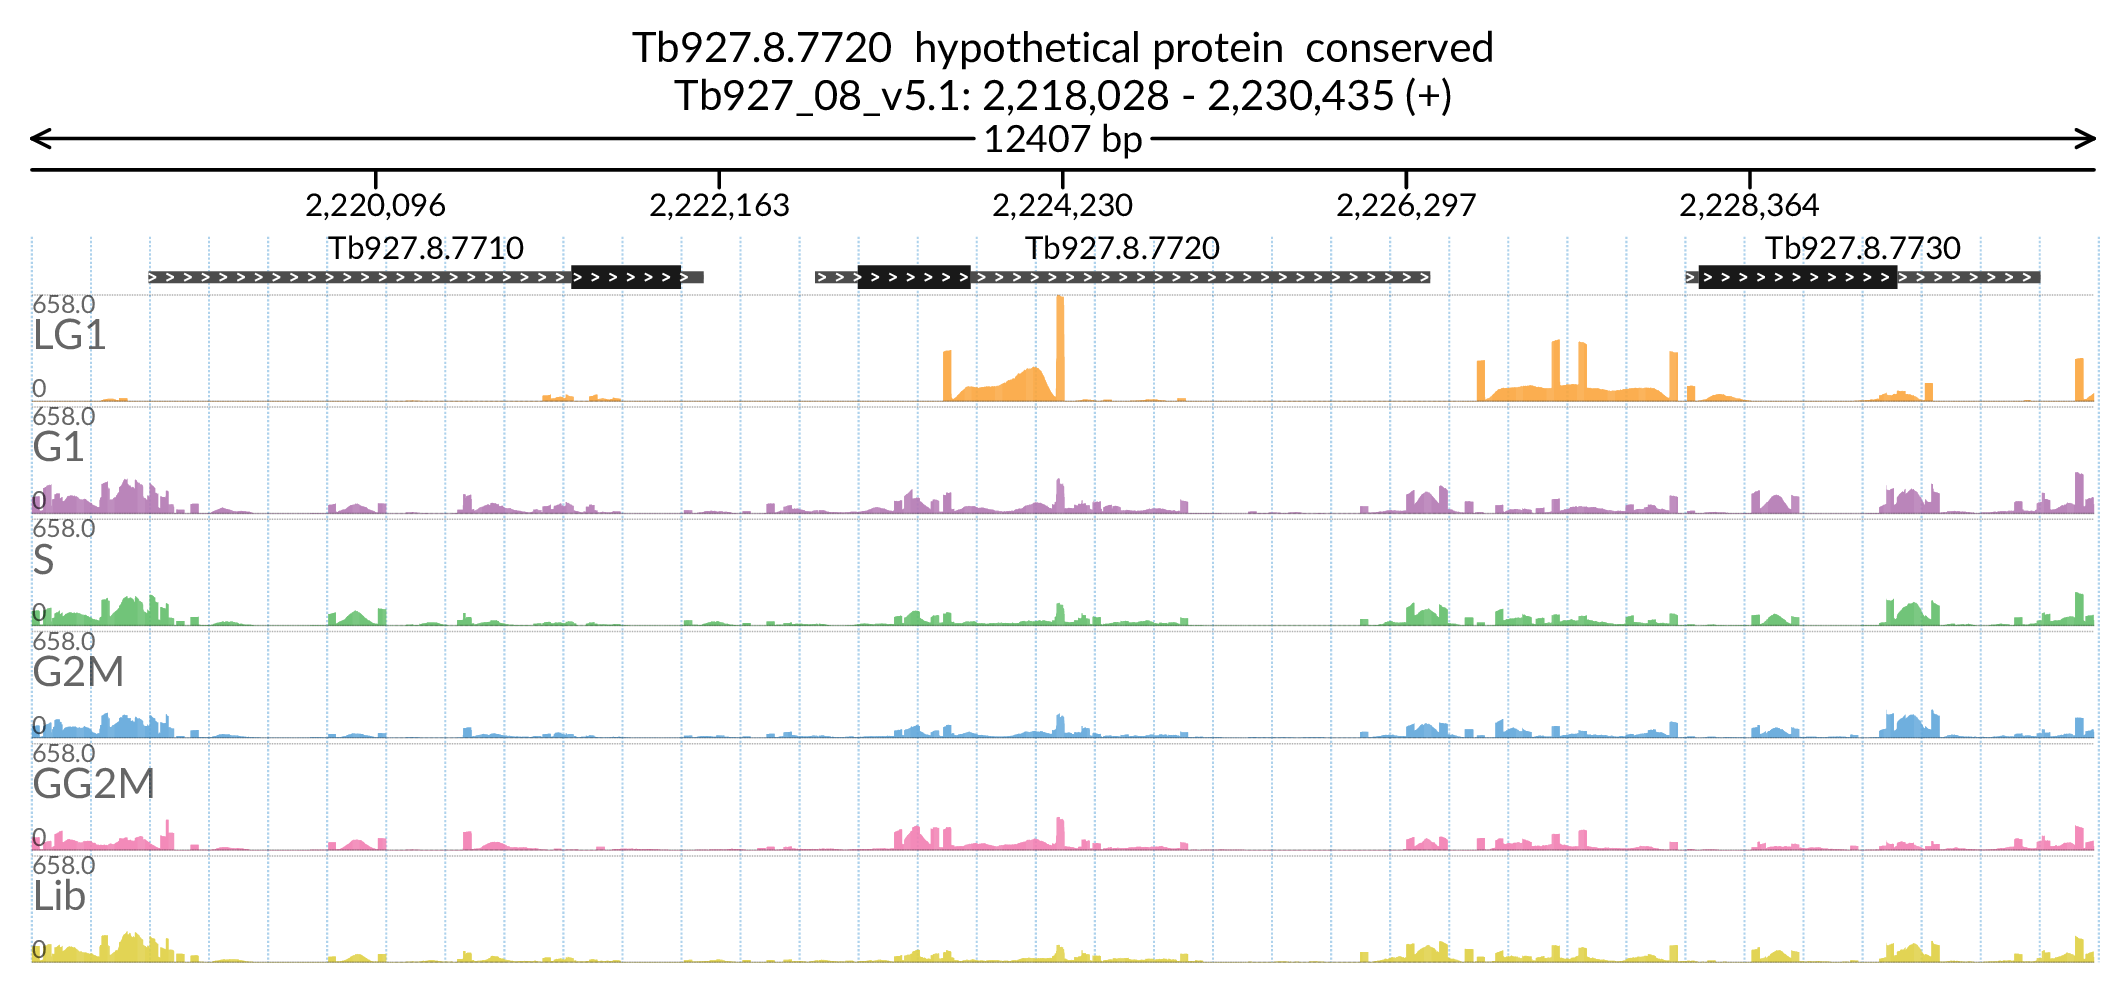 Tb927.8.7720 hypothetical protein conserved
Tb927_08_v5.1: 2,218,028 - 2,230,435 (+)
12407 bp
2,220,096 2,222,163 2,224,230 2,226,297 2,228,364
Tb927.8.7710 Tb927.8.7720 Tb927.8.7730
658.0
LG1
0
658.0
G1
0
658.0
S
0
658.0
G2M
0
658.0
GG2M
0
658.0
Lib
0